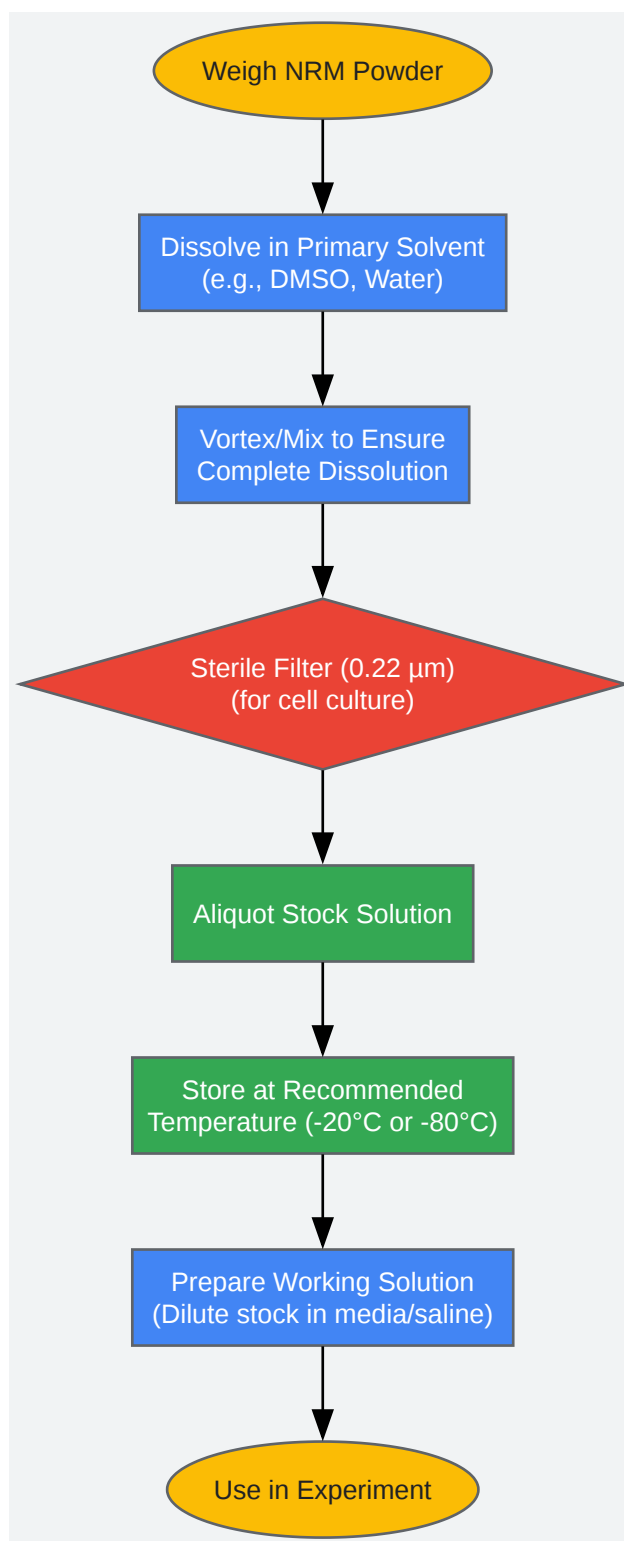 Weigh NRM Powder
Dissolve in Primary Solvent
(e.g., DMSO, Water)
Vortex/Mix to Ensure
Complete Dissolution
Sterile Filter (0.22 µm)
(for cell culture)
Aliquot Stock Solution
Store at Recommended
Temperature (-20°C or -80°C)
Prepare Working Solution
(Dilute stock in media/saline)
Use in Experiment